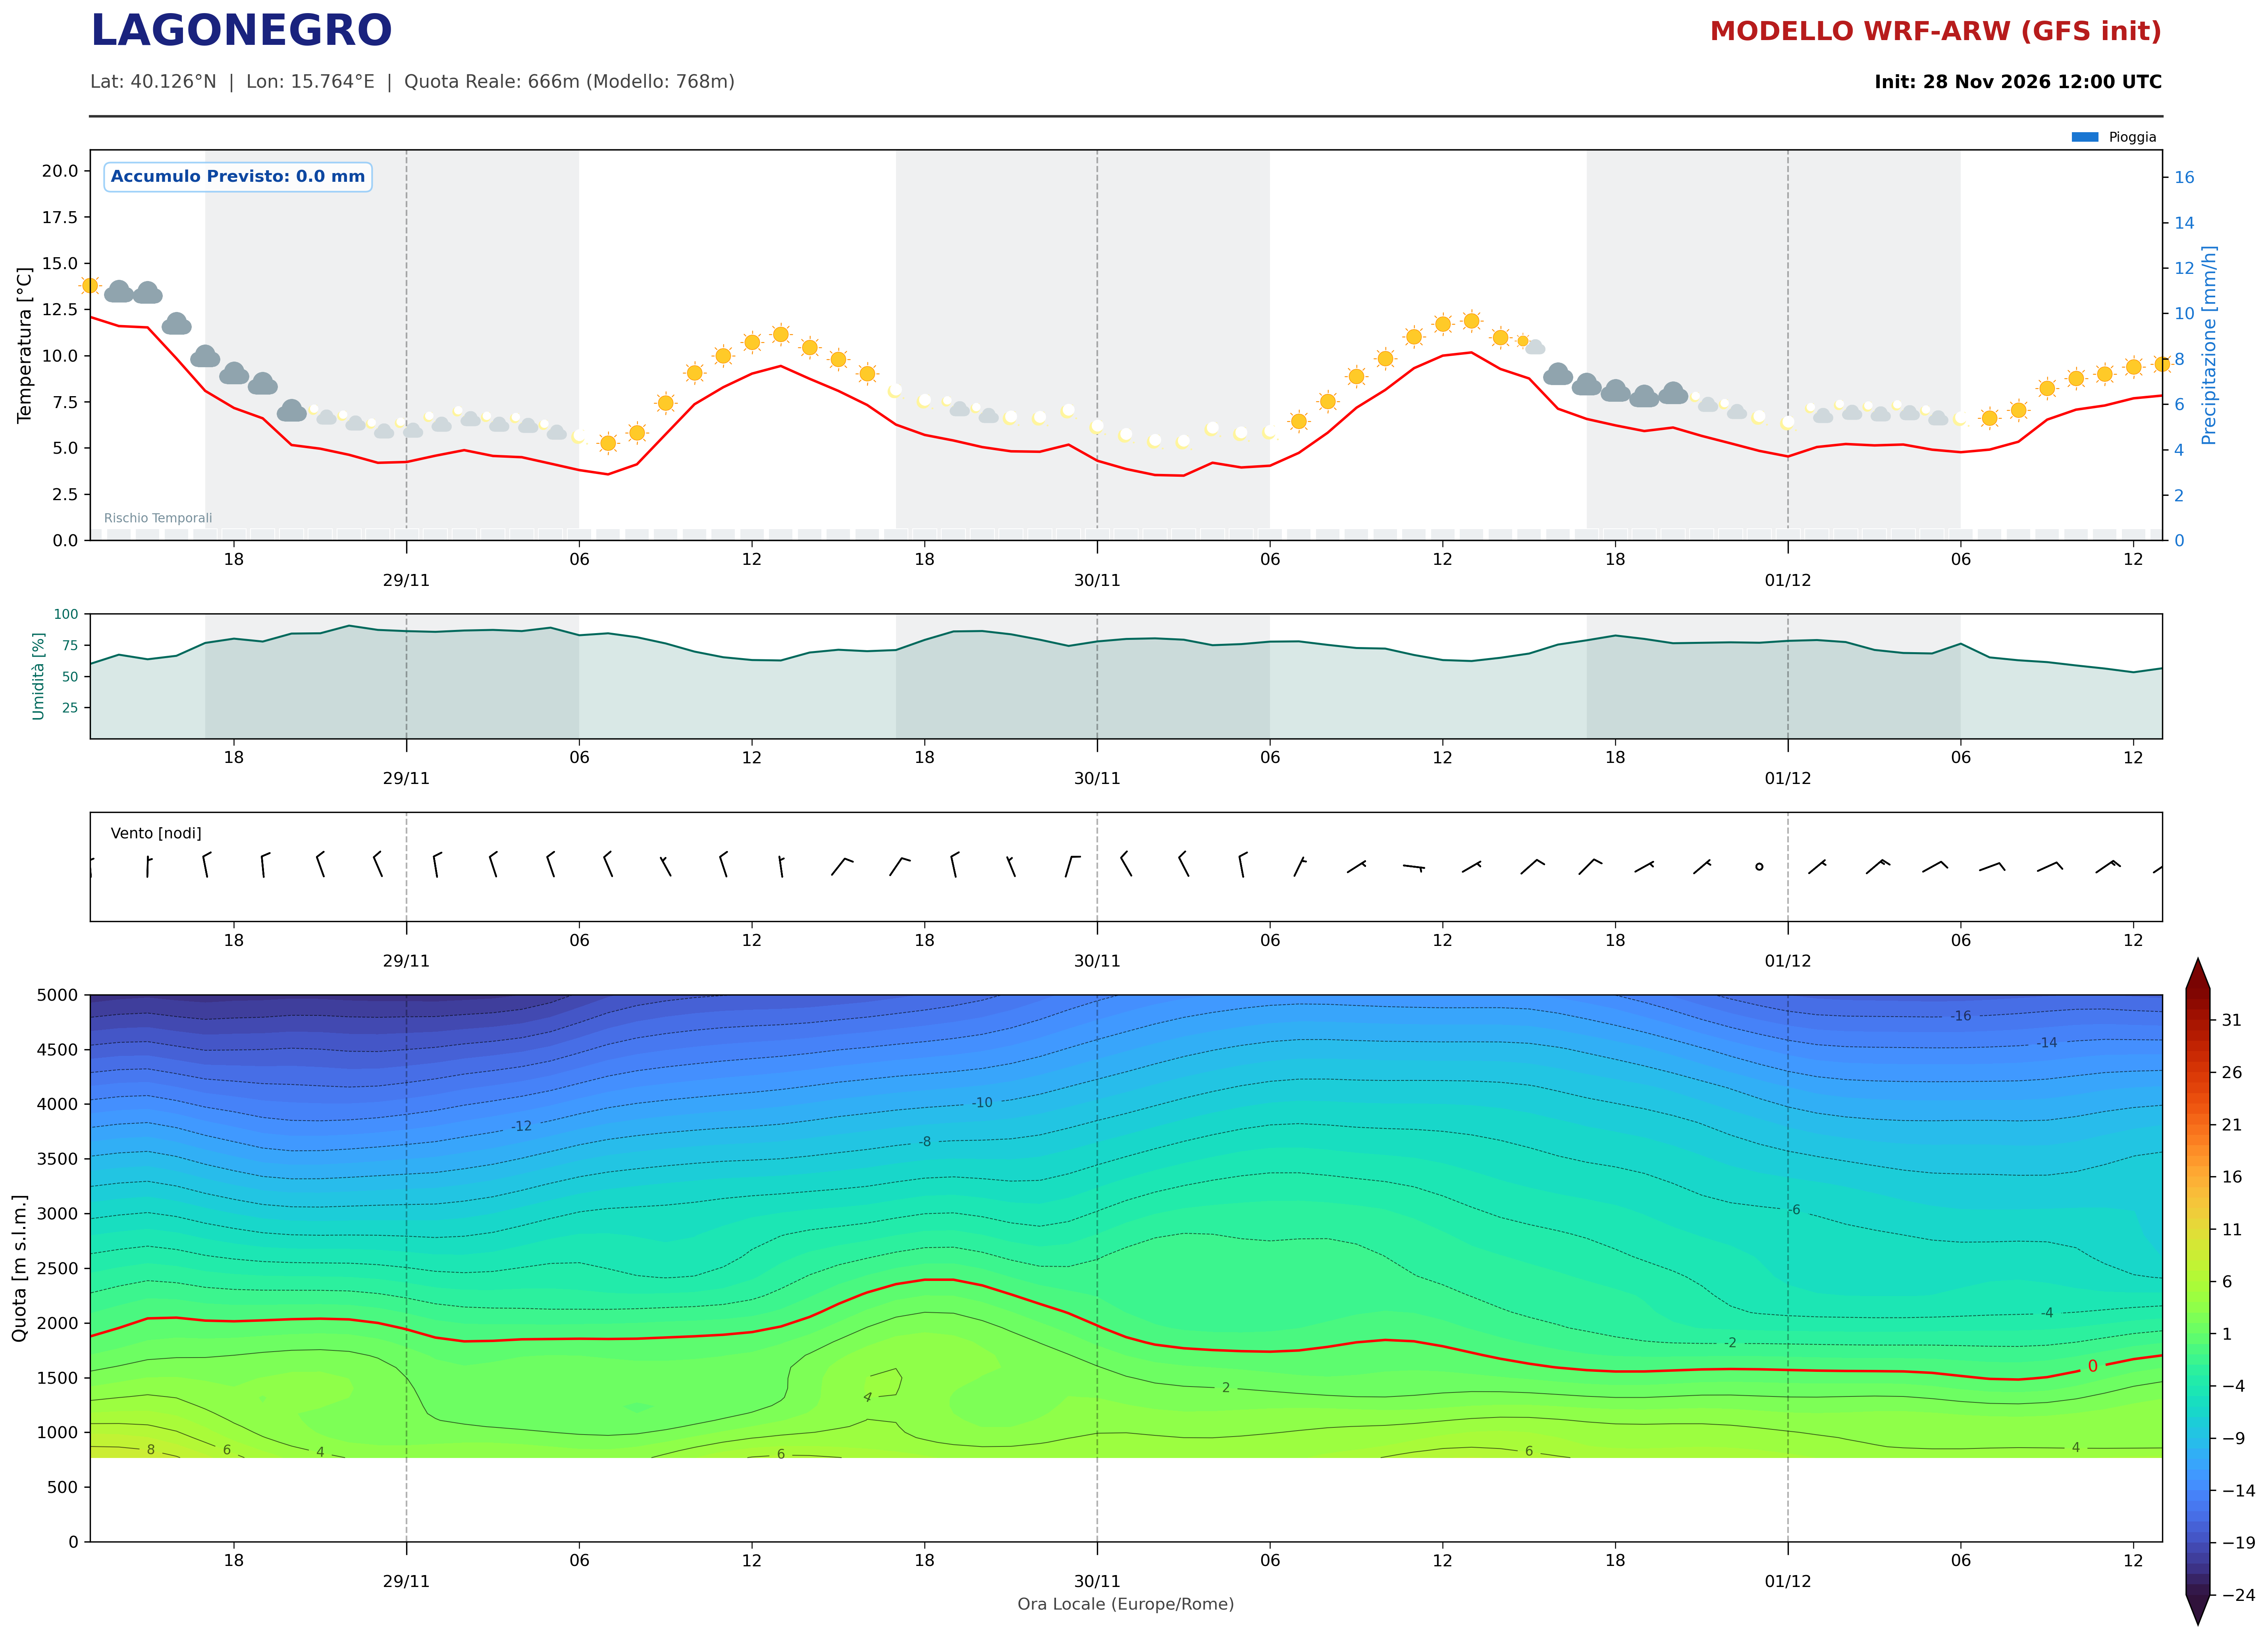 LAGONEGRO
MODELLO WRF-ARW (GFS init)
Lat: 40.126°N | Lon: 15.764°E | Quota Reale: 666m (Modello: 768m)
Init: 28 Nov 2026 12:00 UTC
Pioggia
Accumulo Previsto: 0.0 mm
Temperatura [°C]
20.0
17.5
15.0
12.5
10.0
7.5
5.0
2.5
0.0
Rischio Temporali
Precipitazione [mm/h]
16
14
12
10
8
6
4
2
0
18 06 12 18 06 12 18 06 12
29/11 30/11 01/12
Umidità [%]
100
75
50
25
18 06 12 18 06 12 18 06 12
29/11 30/11 01/12
Vento [nodi]
18 06 12 18 06 12 18 06 12
29/11 30/11 01/12
Quota [m s.l.m.]
5000
4500
4000
3500
3000
2500
2000
1500
1000
500
0
-16
-14
-12
-10
-8
-6
-4
-2
0
2
4
8
6
4
6
6
4
18 06 12 18 06 12 18 06 12
29/11 30/11 01/12
Ora Locale (Europe/Rome)
31
26
21
16
11
6
1
−4
−9
−14
−19
−24